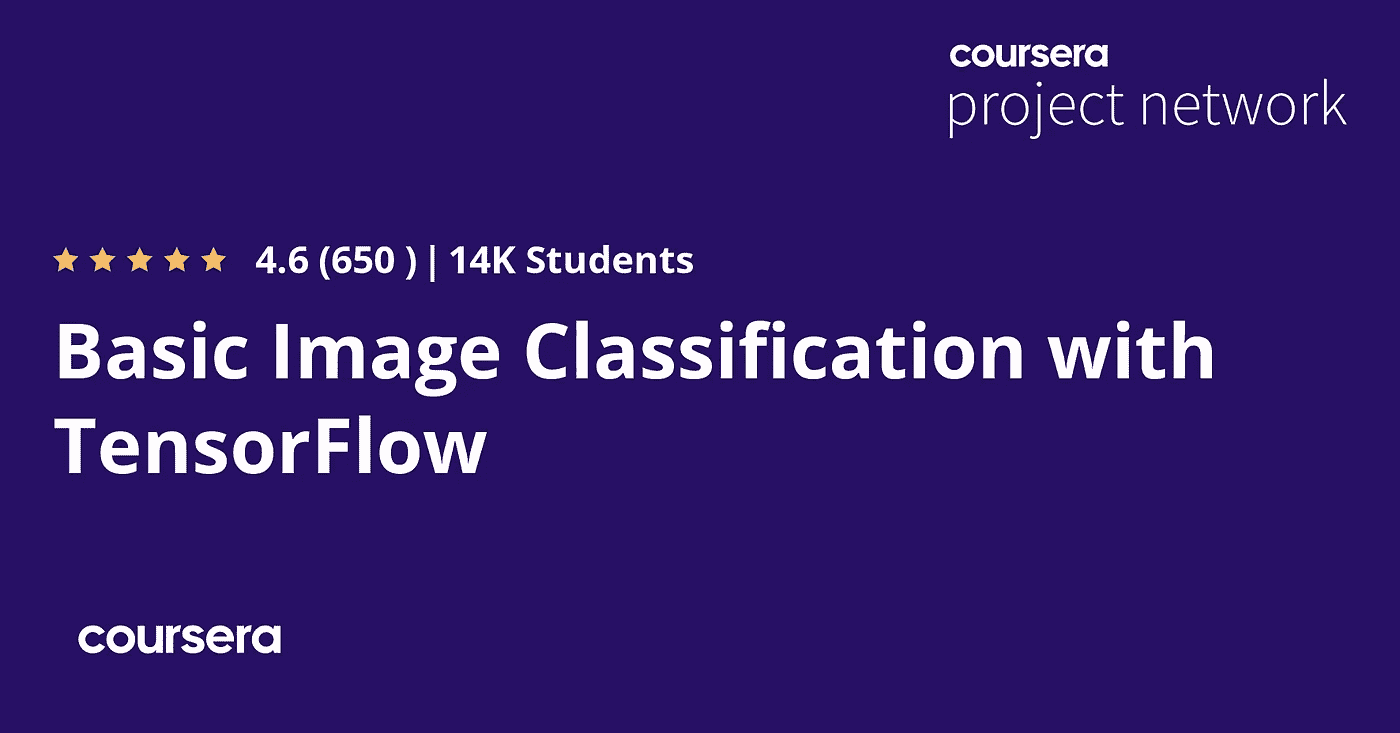 coursera
project network
4.6 (650 ) | 14K Students
Basic Image Classification with
TensorFlow
coursera